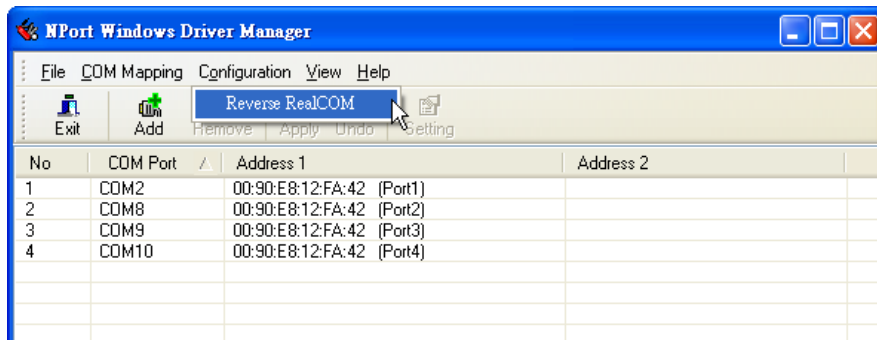 NPort Windows Driver Manager
File COM Mapping Configuration View Help
Reverse RealCOM
Exit Add Remove Apply Undo Setting
No COM Port Address 1 Address 2
1 COM2 00:90:E8:12:FA:42 (Port1)
2 COM8 00:90:E8:12:FA:42 (Port2)
3 COM9 00:90:E8:12:FA:42 (Port3)
4 COM10 00:90:E8:12:FA:42 (Port4)